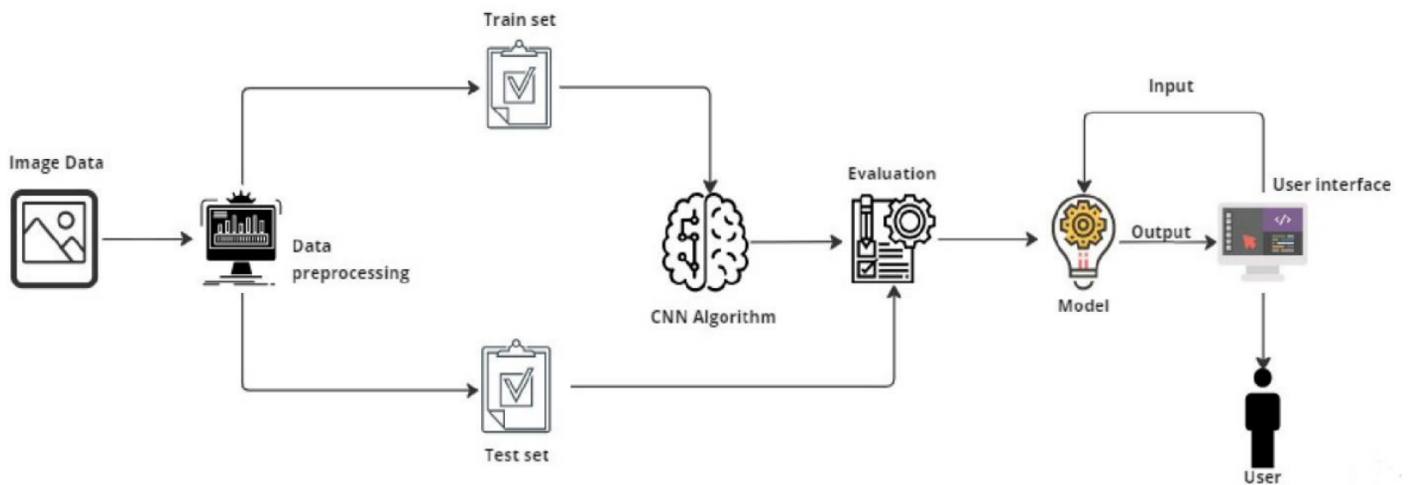 Train set
Input
Image Data
Evaluation
User interface
</>
Data
preprocessing
Output
CNN Algorithm
Model
Test set
User